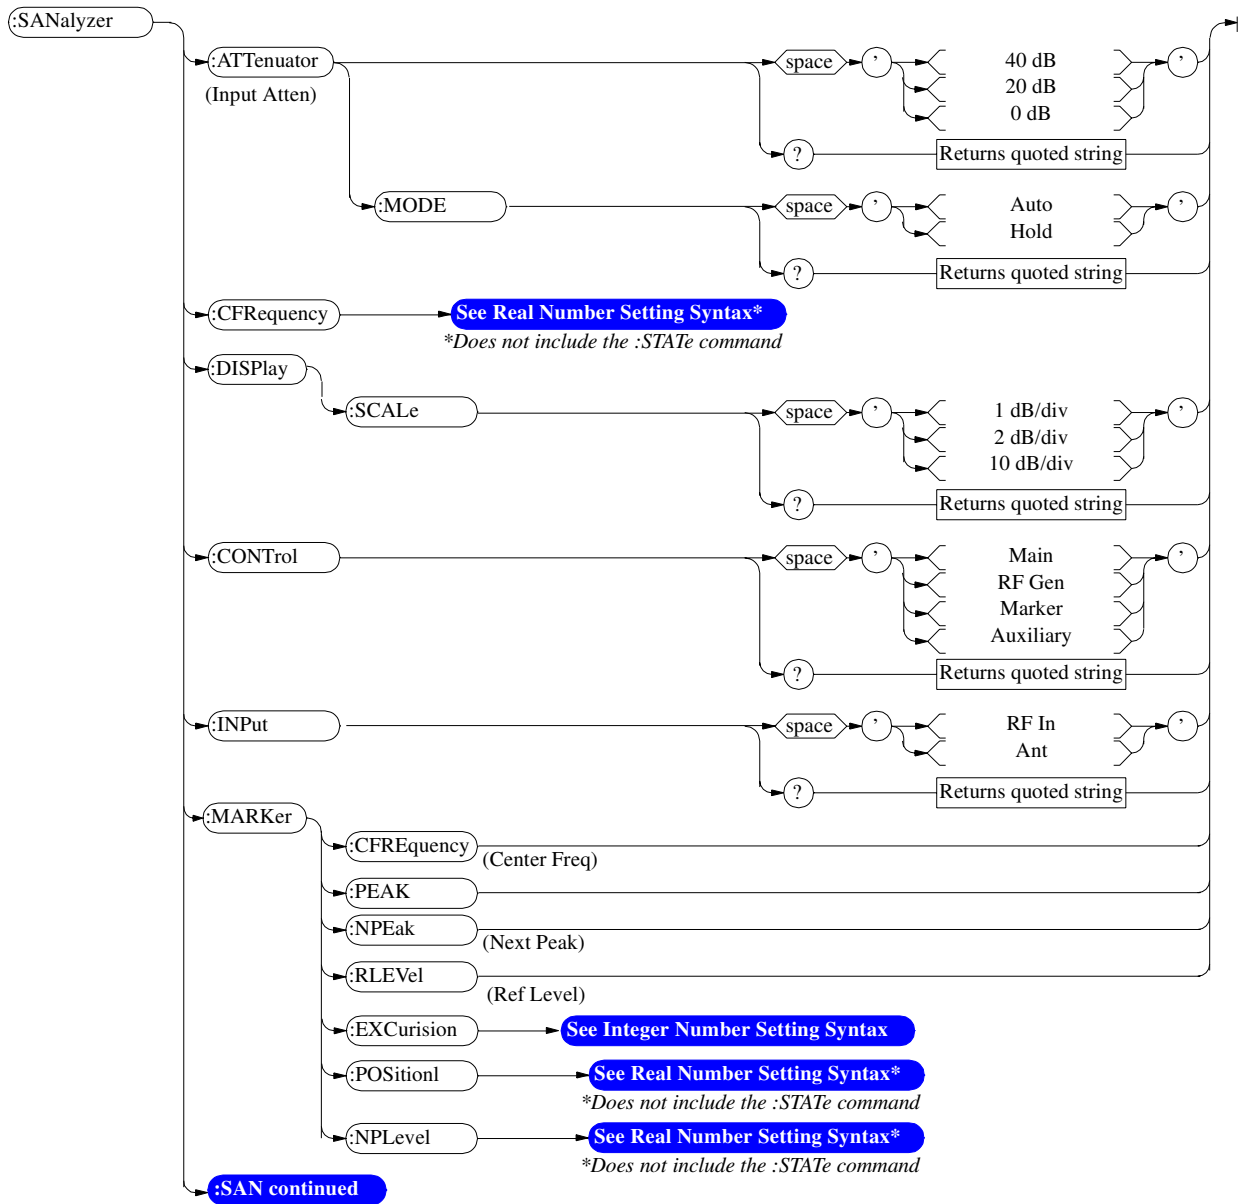 :SANalyzer
:ATTenuator
(Input Atten)
space
’
40 dB
20 dB
0 dB
’
?
Returns quoted string
:MODE
space
’
Auto
Hold
’
?
Returns quoted string
:CFRequency
See Real Number Setting Syntax*
*Does not include the :STATe command
:DISPlay
:SCALe
space
’
1 dB/div
2 dB/div
10 dB/div
’
?
Returns quoted string
:CONTrol
space
’
Main
RF Gen
Marker
Auxiliary
’
?
Returns quoted string
:INPut
space
’
RF In
Ant
’
?
Returns quoted string
:MARKer
:CFREquency
(Center Freq)
:PEAK
:NPEak
(Next Peak)
:RLEVel
(Ref Level)
:EXCurision
See Integer Number Setting Syntax
:POSitionl
See Real Number Setting Syntax*
*Does not include the :STATe command
:NPLevel
See Real Number Setting Syntax*
*Does not include the :STATe command
:SAN continued